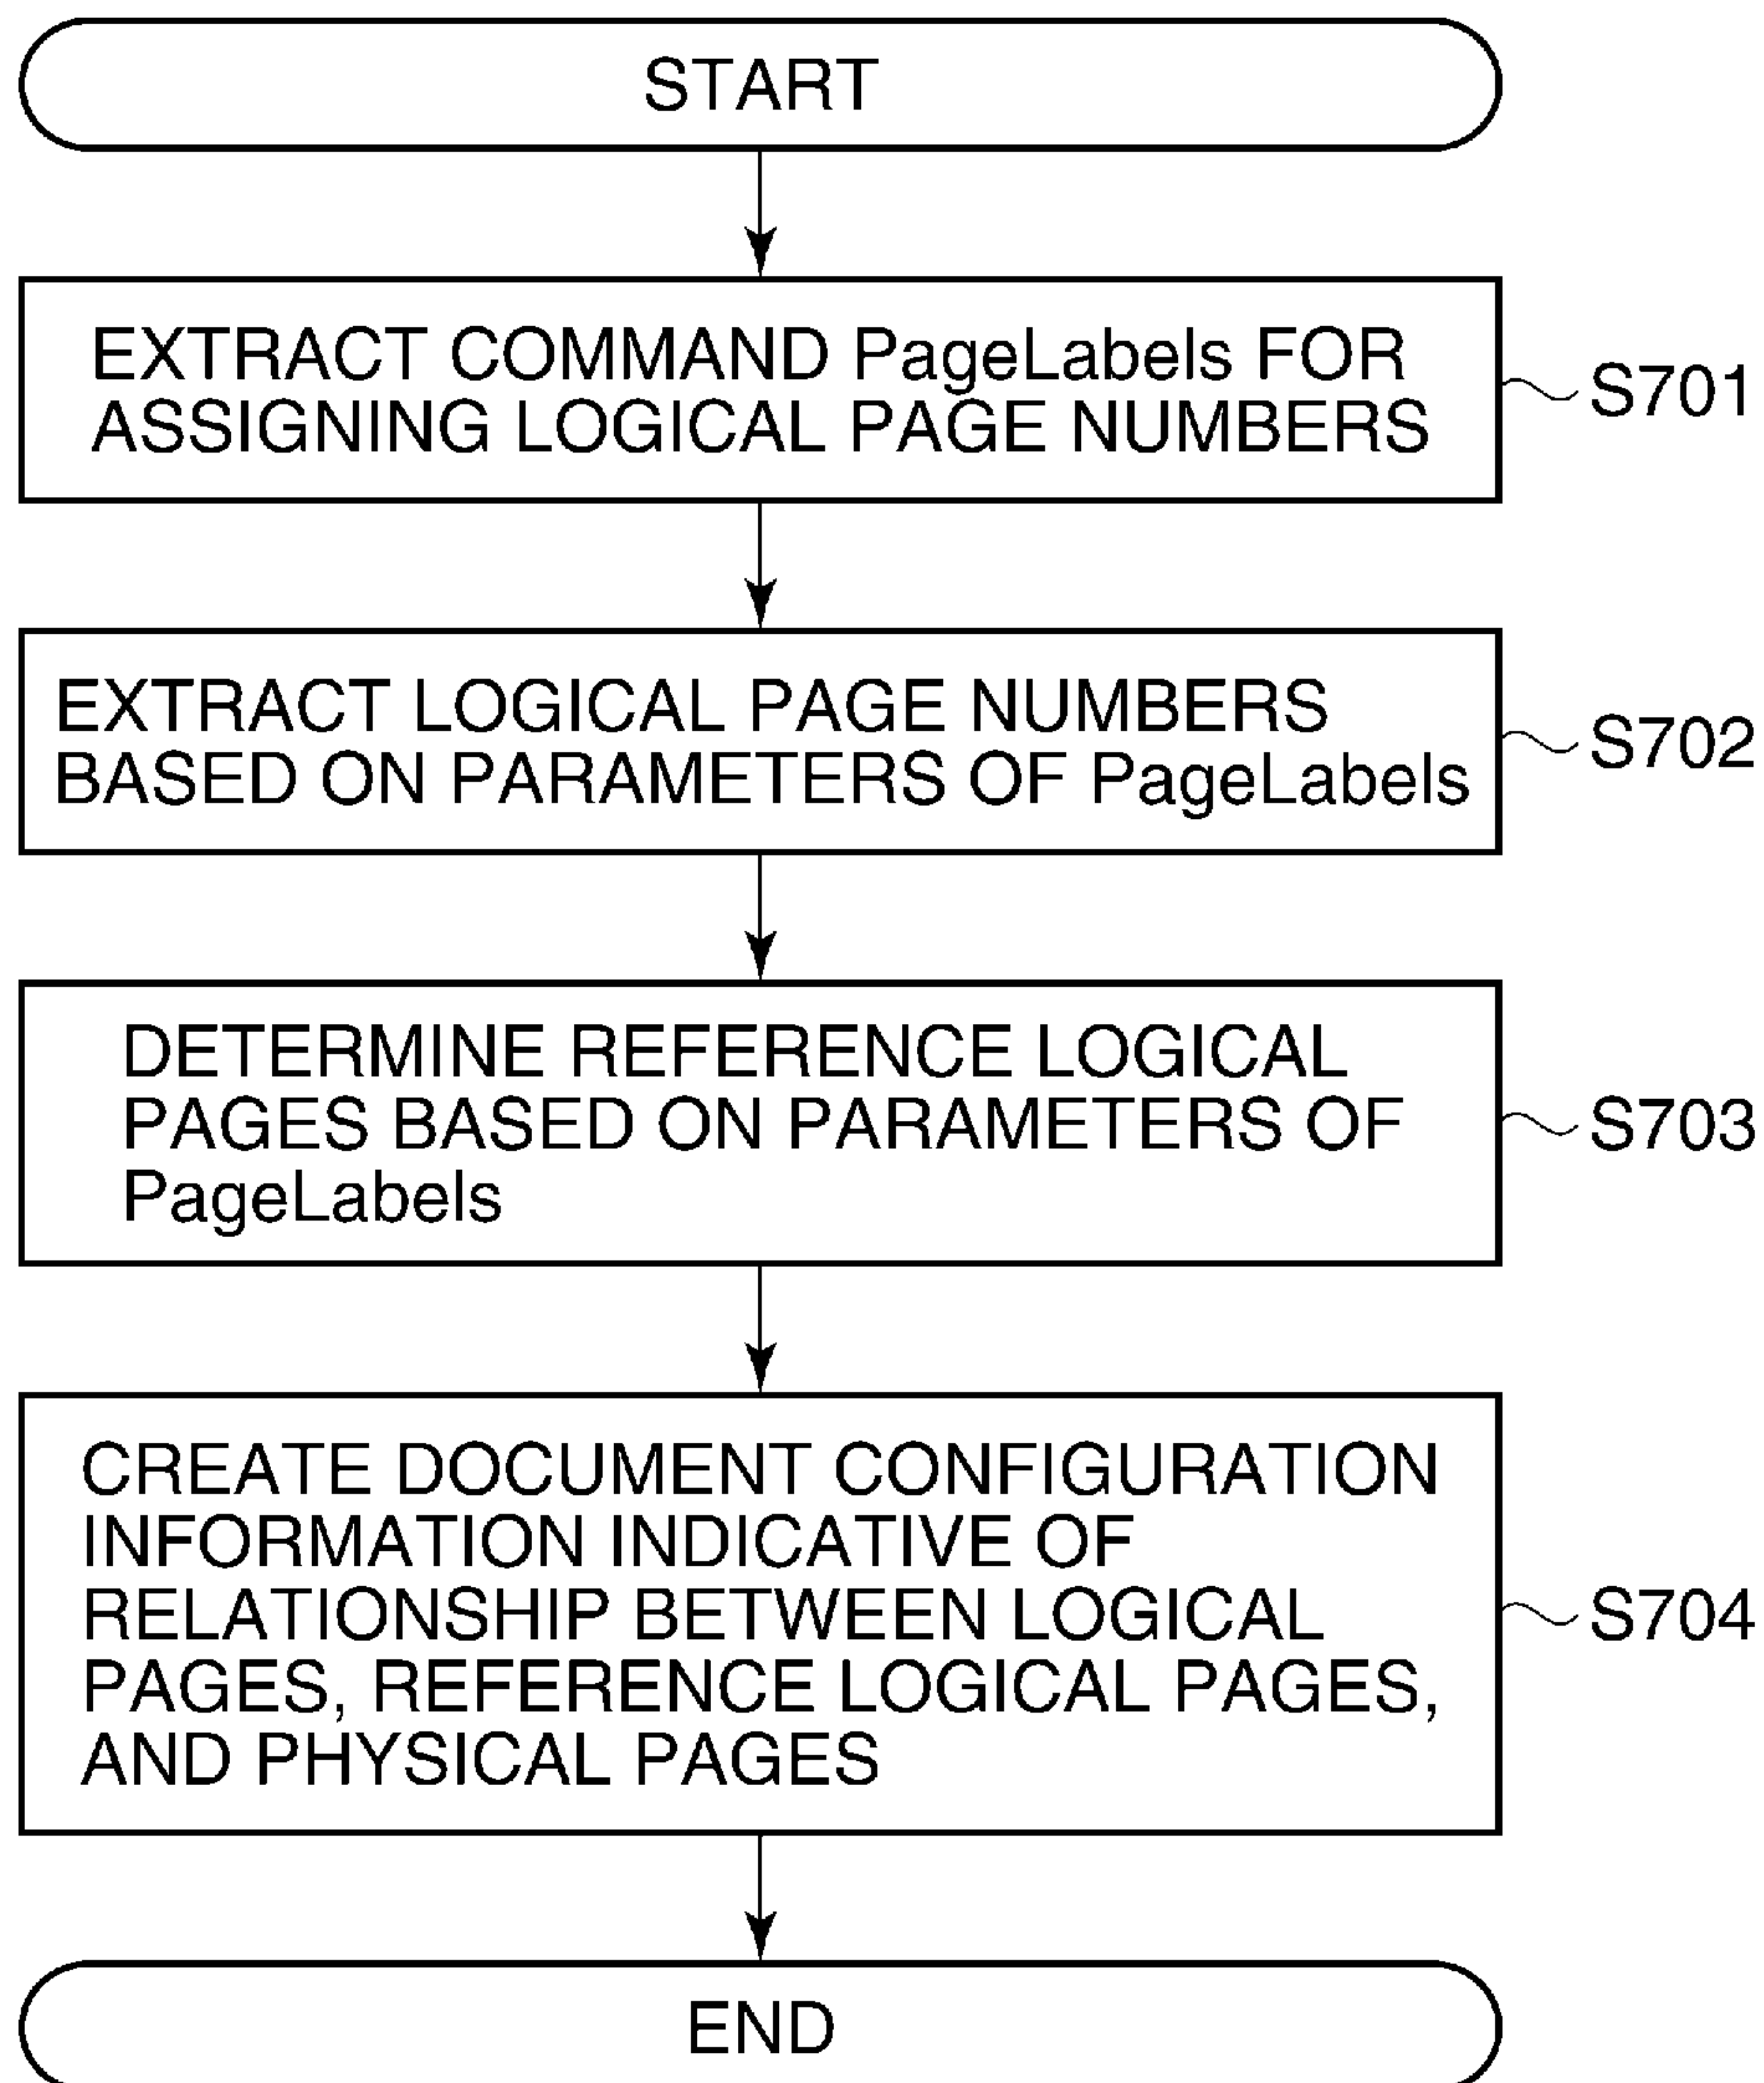 START
EXTRACT COMMAND PageLabels FOR
ASSIGNING LOGICAL PAGE NUMBERS
S701
EXTRACT LOGICAL PAGE NUMBERS
BASED ON PARAMETERS OF PageLabels
S702
DETERMINE REFERENCE LOGICAL
PAGES BASED ON PARAMETERS OF
PageLabels
S703
CREATE DOCUMENT CONFIGURATION
INFORMATION INDICATIVE OF
RELATIONSHIP BETWEEN LOGICAL
PAGES, REFERENCE LOGICAL PAGES,
AND PHYSICAL PAGES
S704
END